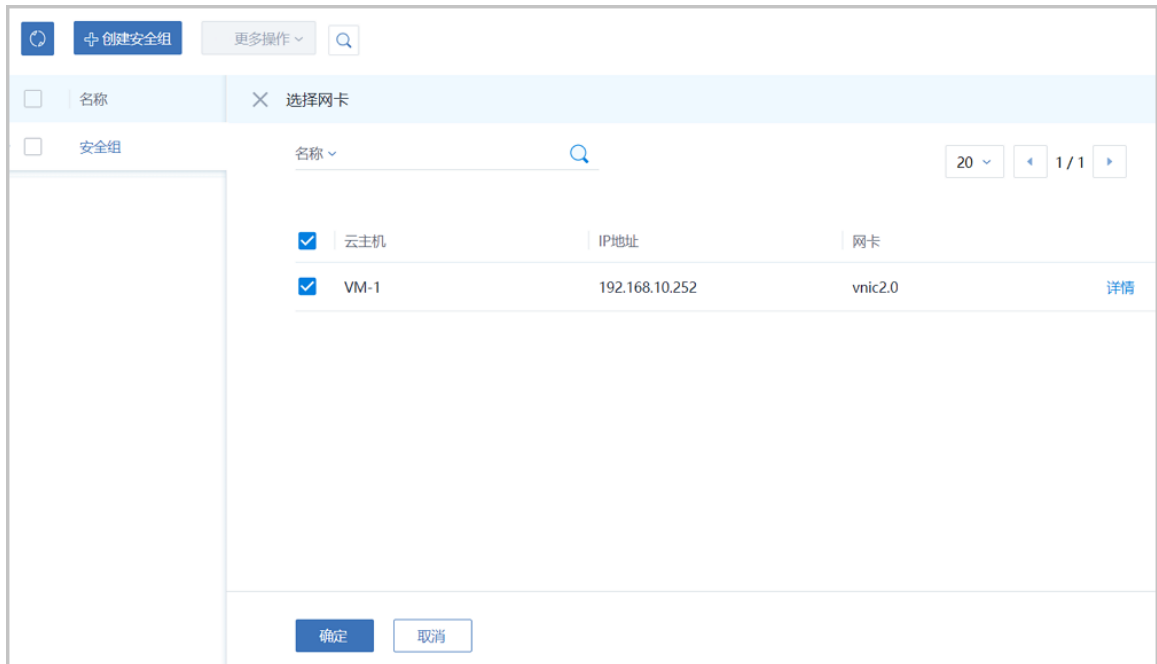 创建安全组 更多操作
名称 选择网卡
安全组 名称 20 1 / 1
云主机 IP地址 网卡
VM-1 192.168.10.252 vnic2.0 详情
确定 取消